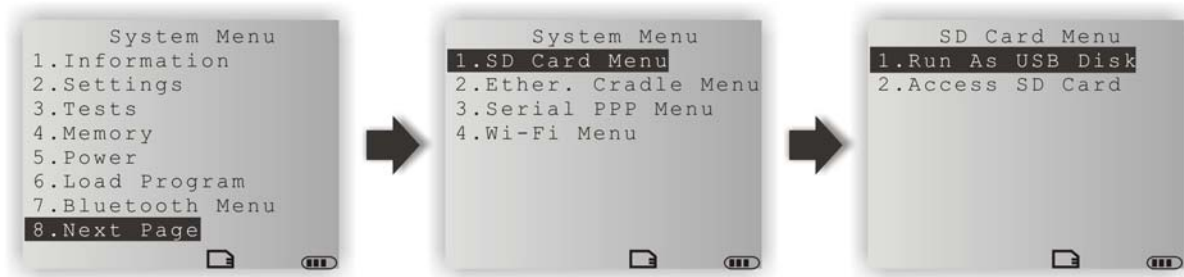 System Menu
1.Information
2.Settings
3.Tests
4.Memory
5.Power
6.Load Program
7.Bluetooth Menu
8.Next Page
System Menu
1.SD Card Menu
2.Ether. Cradle Menu
3.Serial PPP Menu
4.Wi-Fi Menu
SD Card Menu
1.Run As USB Disk
2.Access SD Card